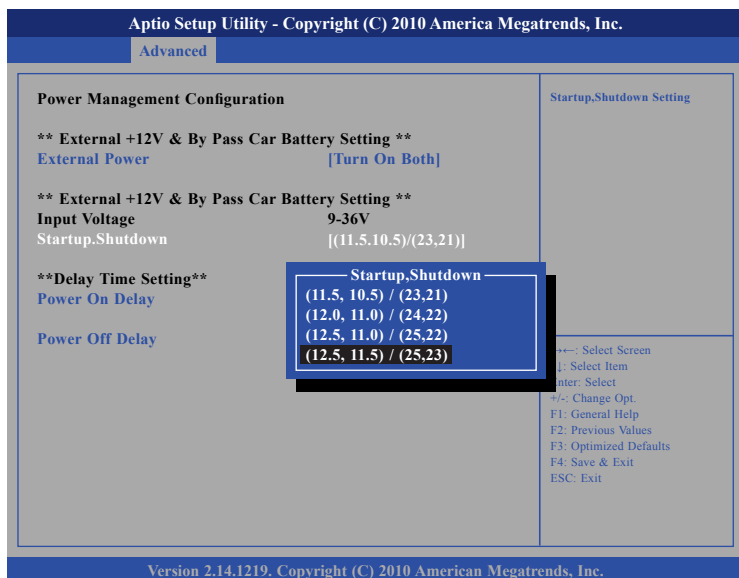 Aptio Setup Utility - Copyright (C) 2010 America Megatrends, Inc.
Advanced
Power Management Configuration
** External +12V & By Pass Car Battery Setting **
External Power [Turn On Both]
** External +12V & By Pass Car Battery Setting **
Input Voltage 9-36V
Startup.Shutdown [(11.5.10.5)/(23,21)]
**Delay Time Setting**
Power On Delay
Power Off Delay
Startup,Shutdown
(11.5, 10.5) / (23,21)
(12.0, 11.0) / (24,22)
(12.5, 11.0) / (25,22)
(12.5, 11.5) / (25,23)
Startup,Shutdown Setting
←: Select Screen
↓: Select Item
Enter: Select
+/-: Change Opt.
F1: General Help
F2: Previous Values
F3: Optimized Defaults
F4: Save & Exit
ESC: Exit
Version 2.14.1219. Copyright (C) 2010 American Megatrends, Inc.